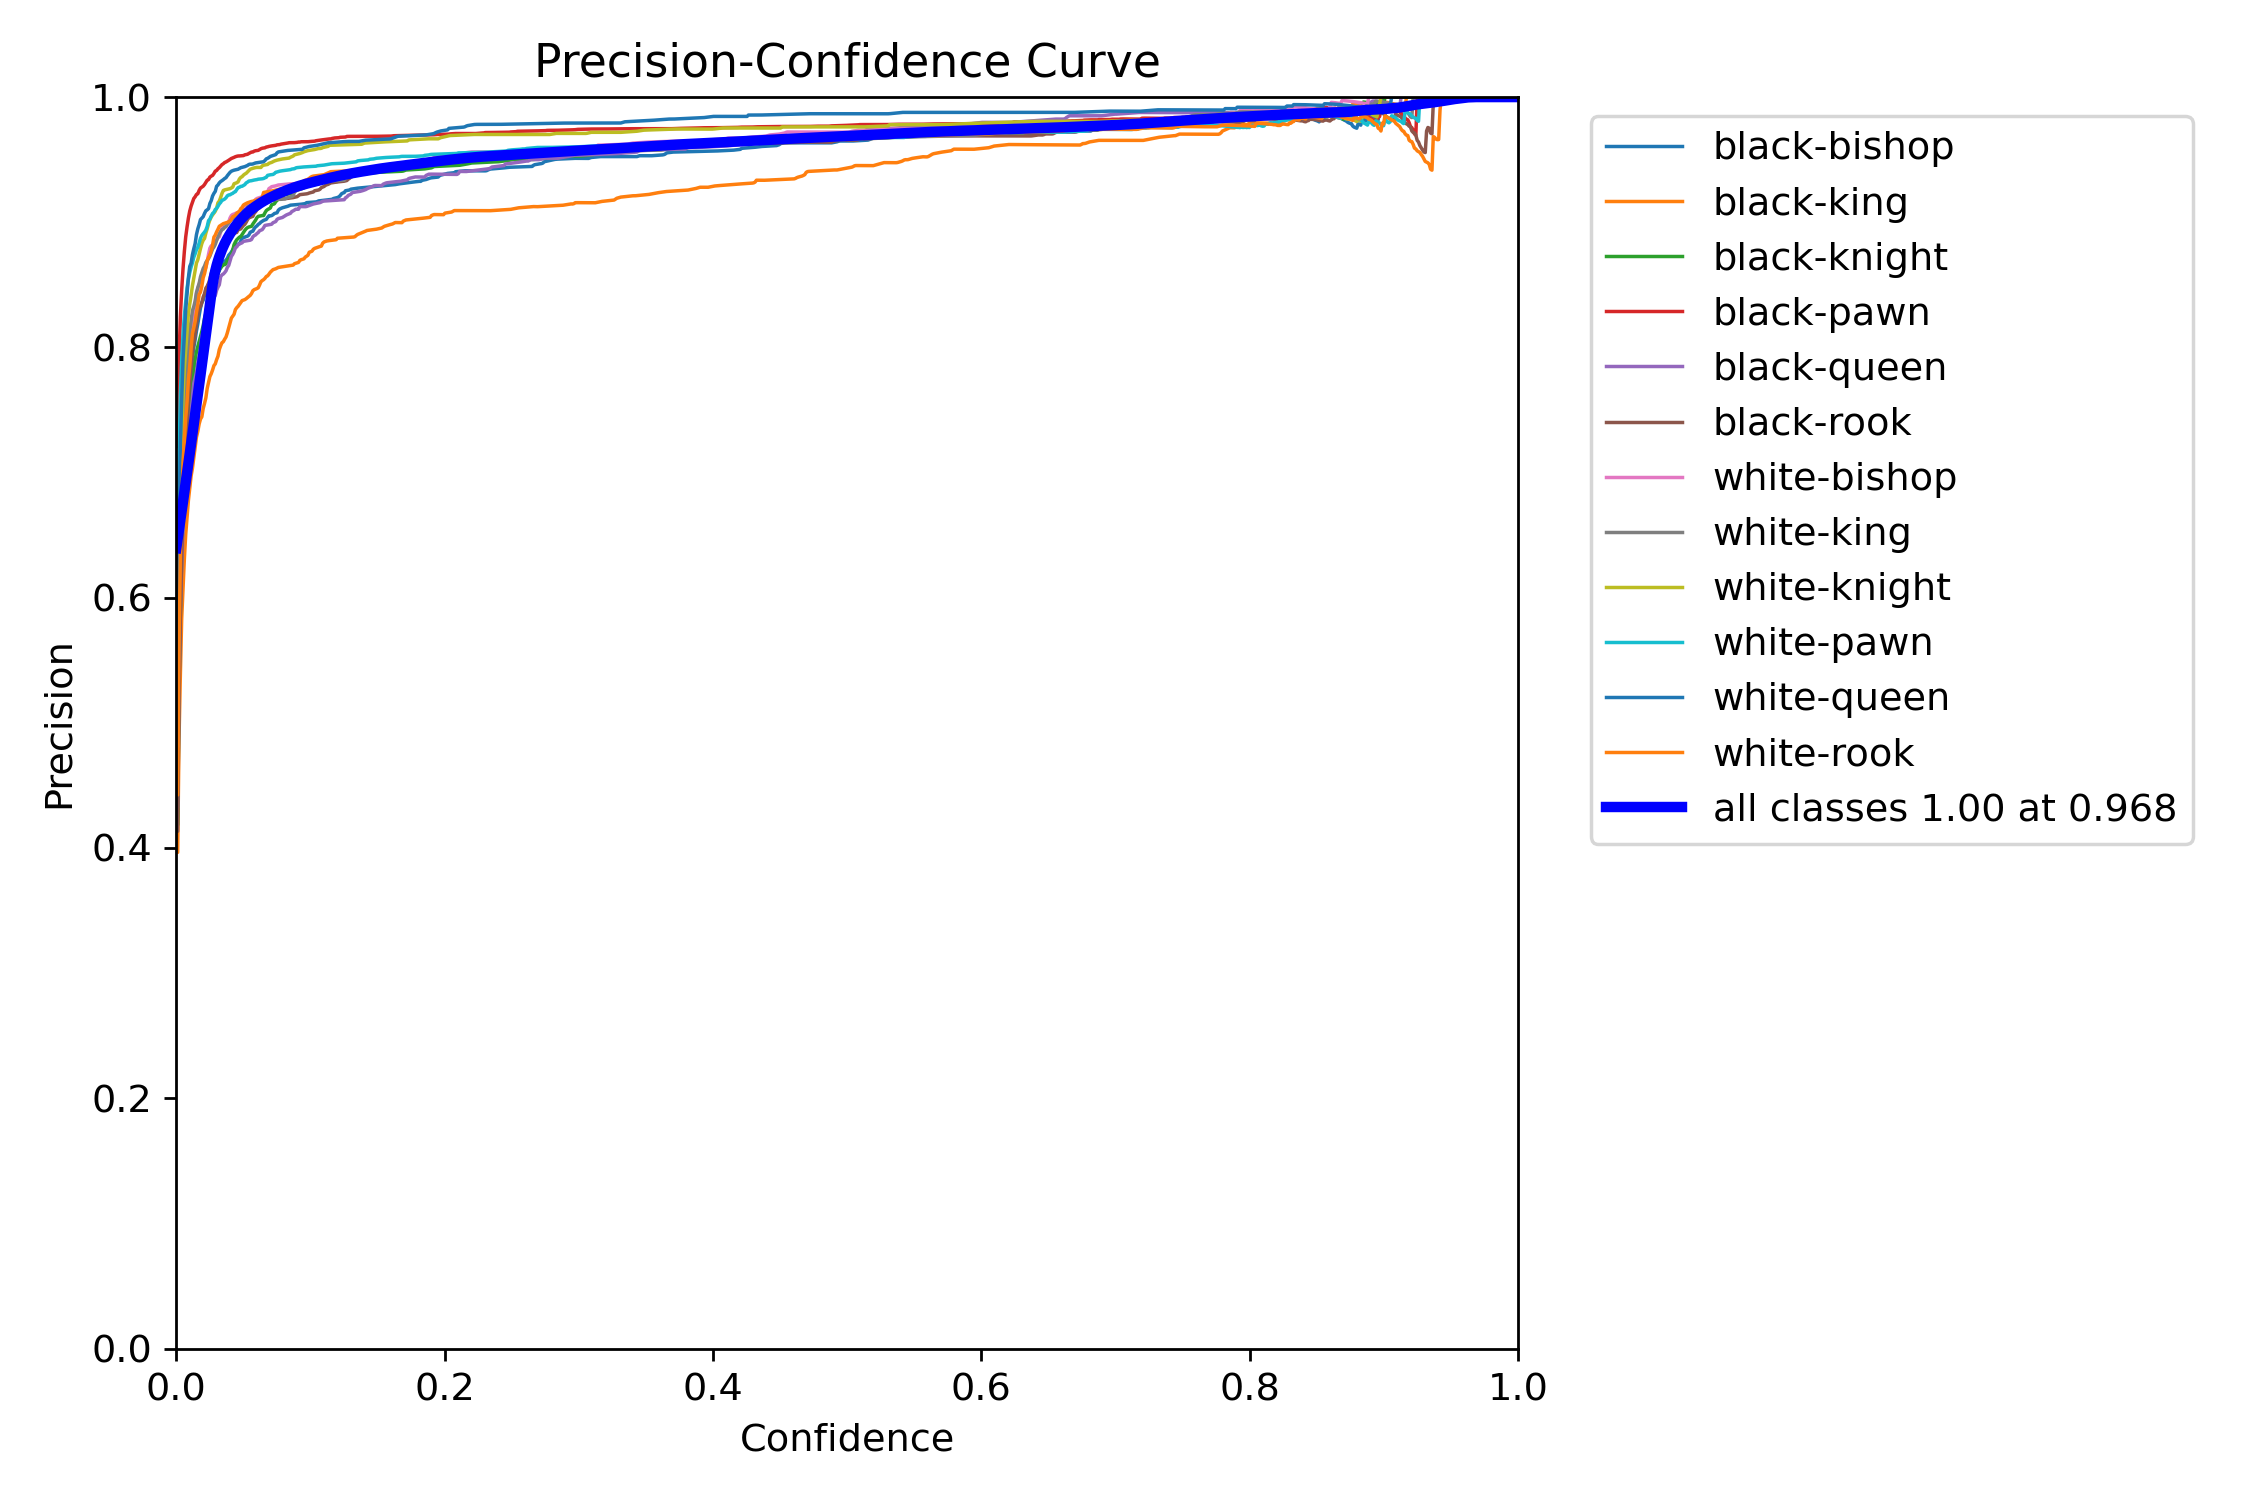 Precision-Confidence Curve
1.0
0.8
0.6
0.4
0.2
0.0
Precision
0.0 0.2 0.4 0.6 0.8 1.0
Confidence
black-bishop
black-king
black-knight
black-pawn
black-queen
black-rook
white-bishop
white-king
white-knight
white-pawn
white-queen
white-rook
all classes 1.00 at 0.968